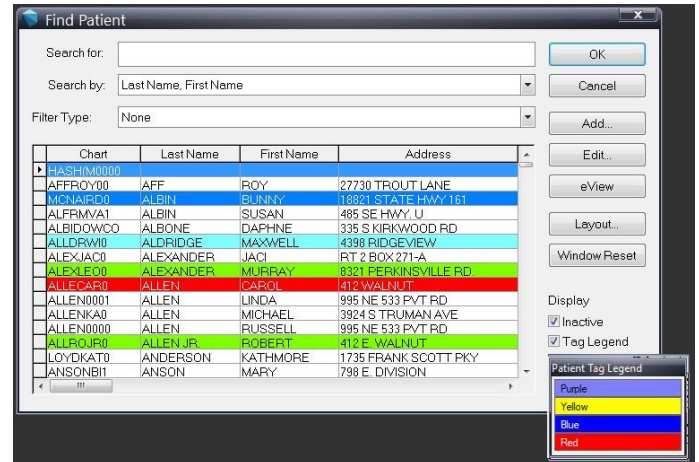 Find Patient
Search for:
OK
Search by: Last Name, First Name
Cancel
Filter Type: None
Add...
Chart Last Name First Name Address
Edit...
HASH(M0000
AFFROY00 AFF ROY 27730 TROUT LANE
eView
MCNAIRD0 ALBIN BUNNY 18821 STATE HWY 161
ALFRMVA1 ALBIN SUSAN 485 SE HWY. U
ALBIDOWCO ALBONE DAPHNE 335 S KIRKWOOD RD
Layout...
ALLDRWI0 ALDRIDGE MAXWELL 4398 RIDGEVIEW
ALEXJAC0 ALEXANDER JACI RT 2 BOX 271-A
Window Reset
ALEXLEO0 ALEXANDER MURRAY 8321 PERKINSVILLE RD.
ALLECAR0 ALLEN CAROL 412 WALNUT
ALLEN0001 ALLEN LINDA 995 NE 533 PVT RD
Display
ALLENKA0 ALLEN MICHAEL 3924 S TRUMAN AVE
Inactive
ALLEN0000 ALLEN RUSSELL 995 NE 533 PVT RD
ALLROJR0 ALLEN JR. ROBERT 412 E. WALNUT
Tag Legend
LOYDKAT0 ANDERSON KATHMORE 1735 FRANK SCOTT PKY
ANSONBI1 ANSON MARY 798 E. DIVISION
Patient Tag Legend
Purple
Yellow
Blue
Red